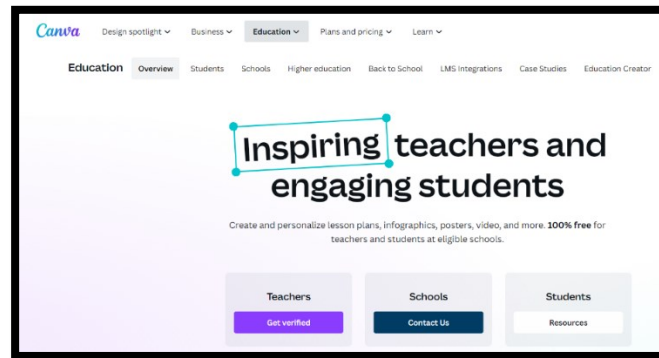 Canva Design spotlight Business Education Plans and pricing Learn
Education Overview Students Schools Higher education Back to School LMS Integrations Case Studies Education Creator
Inspiring teachers and
engaging students
Create and personalize lesson plans, infographics, posters, video, and more. 100% free for
teachers and students at eligible schools.
Teachers Schools Students
Get verified Contact Us Resources